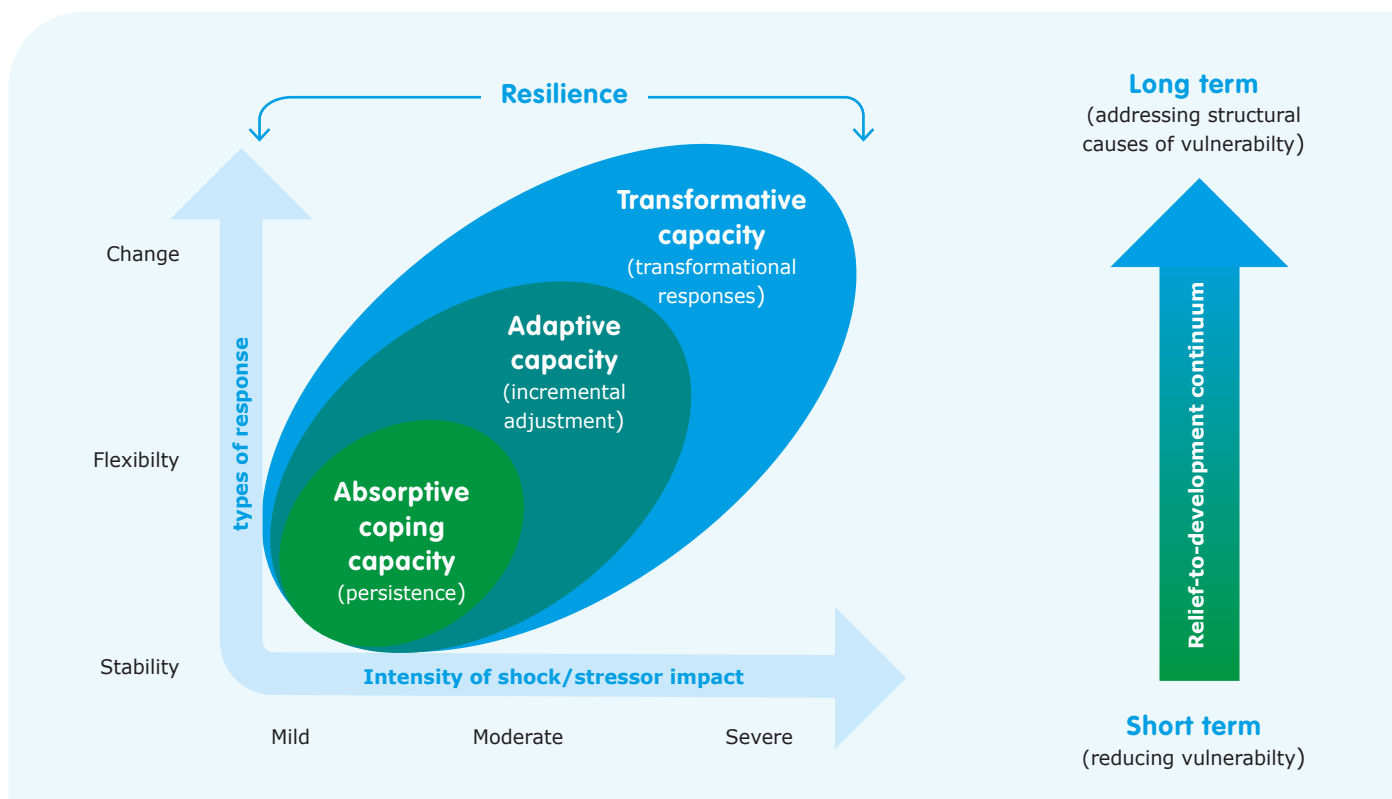 Resilience
Change
Flexibilty
Stability
types of response
Transformative
capacity
(transformational
responses)
Adaptive
capacity
(incremental
adjustment)
Absorptive
coping
capacity
(persistence)
Intensity of shock/stressor impact
Mild
Moderate
Severe
Long term
(addressing structural
causes of vulnerabilty)
Relief-to-development continuum
Short term
(reducing vulnerabilty)